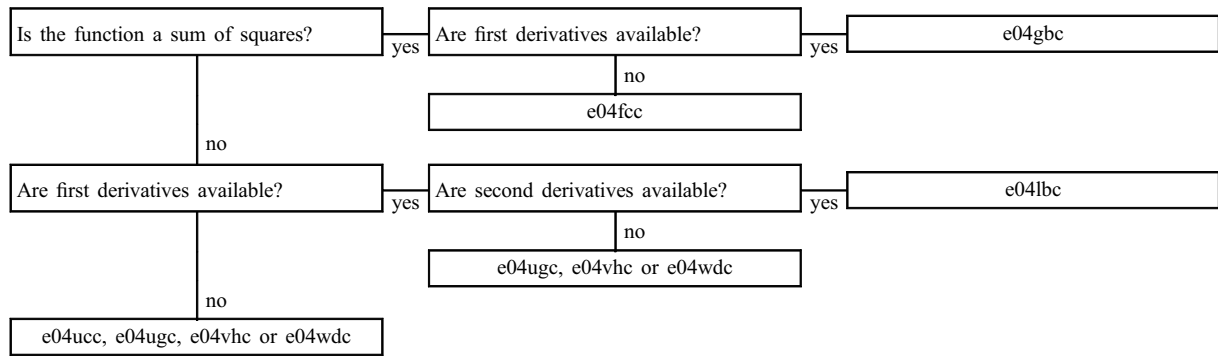 Is the function a sum of squares?
yes
Are first derivatives available?
yes
e04gbc
no
e04fcc
no
Are first derivatives available?
yes
Are second derivatives available?
yes
e04lbc
no
e04ugc, e04vhc or e04wdc
no
e04ucc, e04ugc, e04vhc or e04wdc